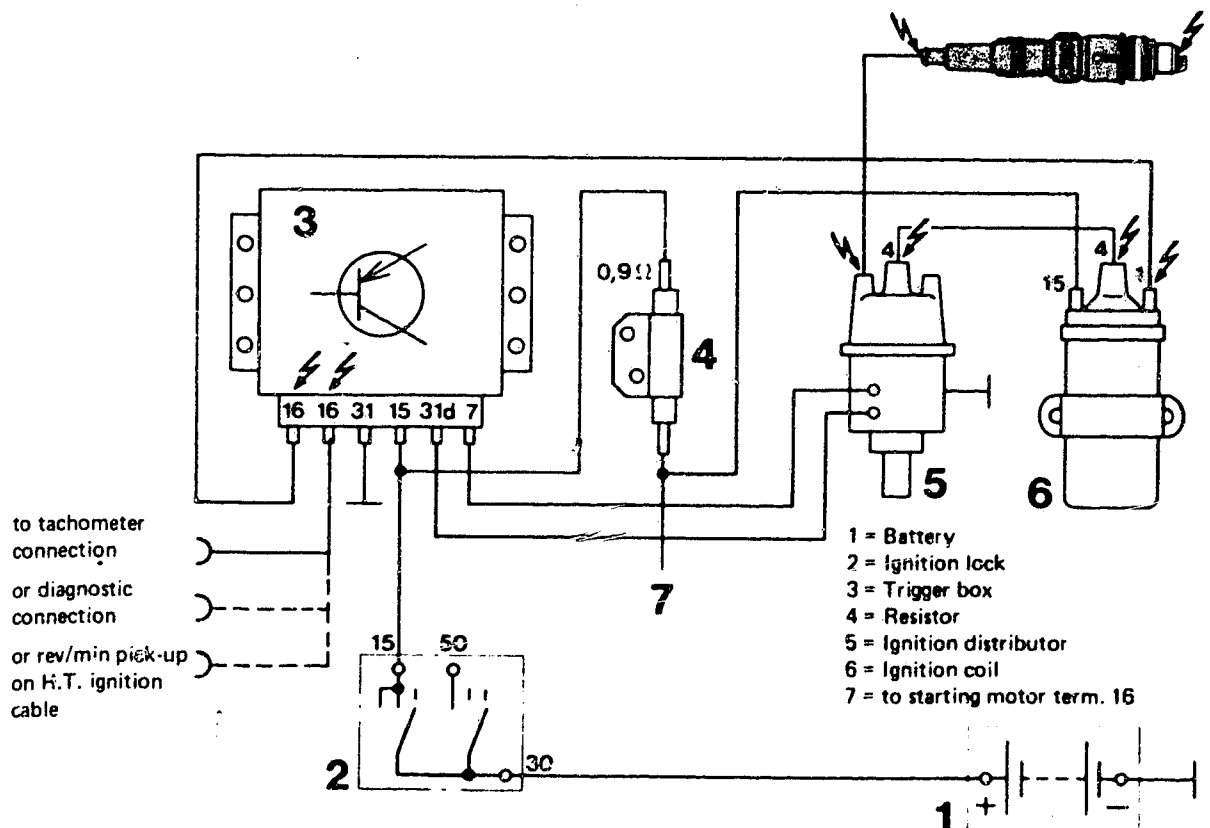 3
4
1
15
4
0,9 Ω
4
16 16 31 15 31d 7
5
6
to tachometer
connection
or diagnostic
connection
or rev/min pick-up
on H.T. ignition
cable
7
1 = Battery
2 = Ignition lock
3 = Trigger box
4 = Resistor
5 = Ignition distributor
6 = Ignition coil
7 = to starting motor term. 16
15 50
30
2
1
+ −